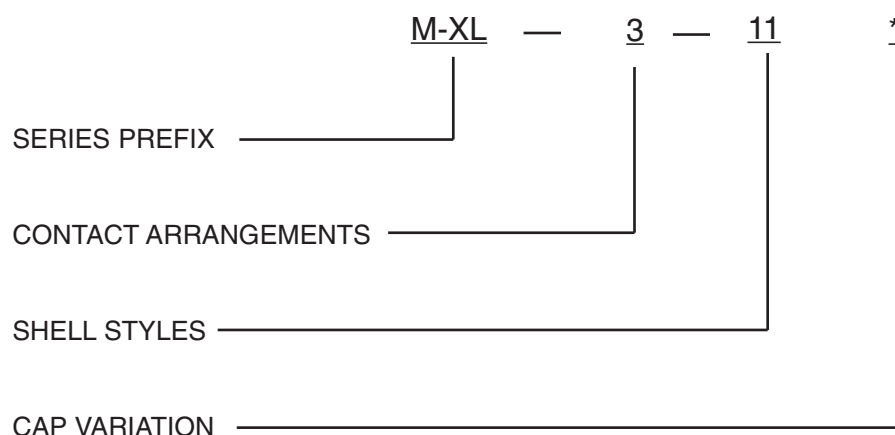 M-XL — 3 — 11 *
SERIES PREFIX
CONTACT ARRANGEMENTS
SHELL STYLES
CAP VARIATION